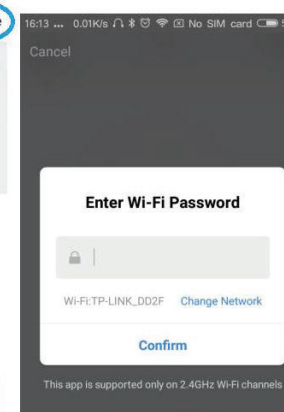 16:13 ... 0.01K/s No SIM card
Cancel
Enter Wi-Fi Password
Wi-Fi:TP-LINK_DD2F Change Network
Confirm
This app is supported only on 2.4GHz Wi-Fi channels